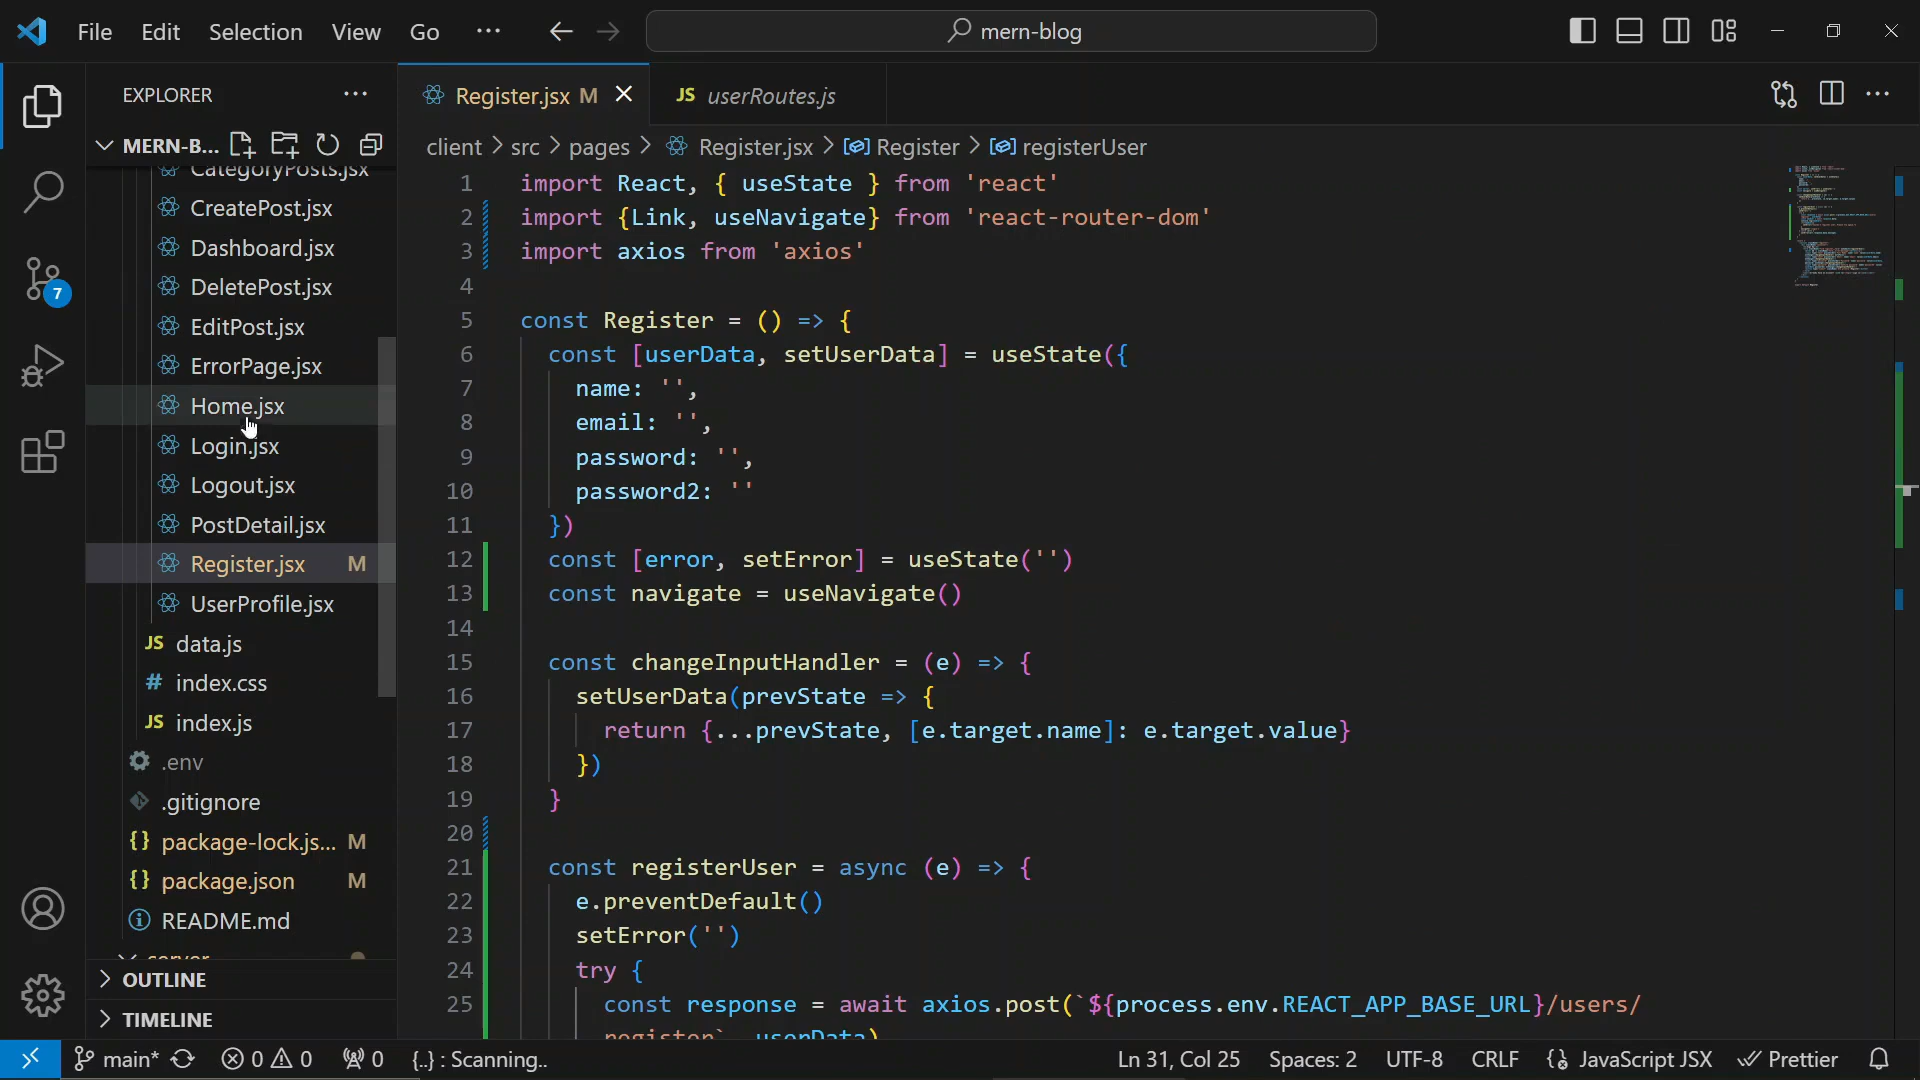 File Edit Selection View Go ··· mern-blog
EXPLORER ···
MERN-B...
CategoryPosts.jsx
CreatePost.jsx
Dashboard.jsx
DeletePost.jsx
EditPost.jsx
ErrorPage.jsx
Home.jsx
Login.jsx
Logout.jsx
PostDetail.jsx
Register.jsx M
UserProfile.jsx
JS data.js
# index.css
JS index.js
.env
.gitignore
{} package-lock.js... M
{} package.json M
README.md
server
OUTLINE
TIMELINE
7
Register.jsx M JS userRoutes.js
client > src > pages > Register.jsx > Register > registerUser
1 import React, { useState } from 'react'
2 import {Link, useNavigate} from 'react-router-dom'
3 import axios from 'axios'
4
5 const Register = () => {
6 const [userData, setUserData] = useState({
7 name: '',
8 email: '',
9 password: '',
10 password2: ''
11 })
12 const [error, setError] = useState('')
13 const navigate = useNavigate()
14
15 const changeInputHandler = (e) => {
16 setUserData(prevState => {
17 return {...prevState, [e.target.name]: e.target.value}
18 })
19 }
20
21 const registerUser = async (e) => {
22 e.preventDefault()
23 setError('')
24 try {
25 const response = await axios.post(`${process.env.REACT_APP_BASE_URL}/users/
register`, userData)
main* 0 0 0 {..} : Scanning.. Ln 31, Col 25 Spaces: 2 UTF-8 CRLF JavaScript JSX Prettier